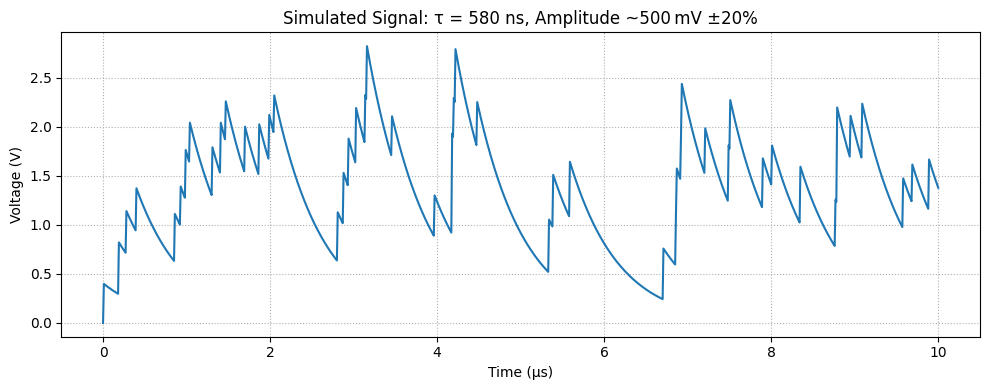 Simulated Signal: τ = 580 ns, Amplitude ~500 mV ±20%
Voltage (V)
2.5
2.0
1.5
1.0
0.5
0.0
0 2 4 6 8 10
Time (µs)